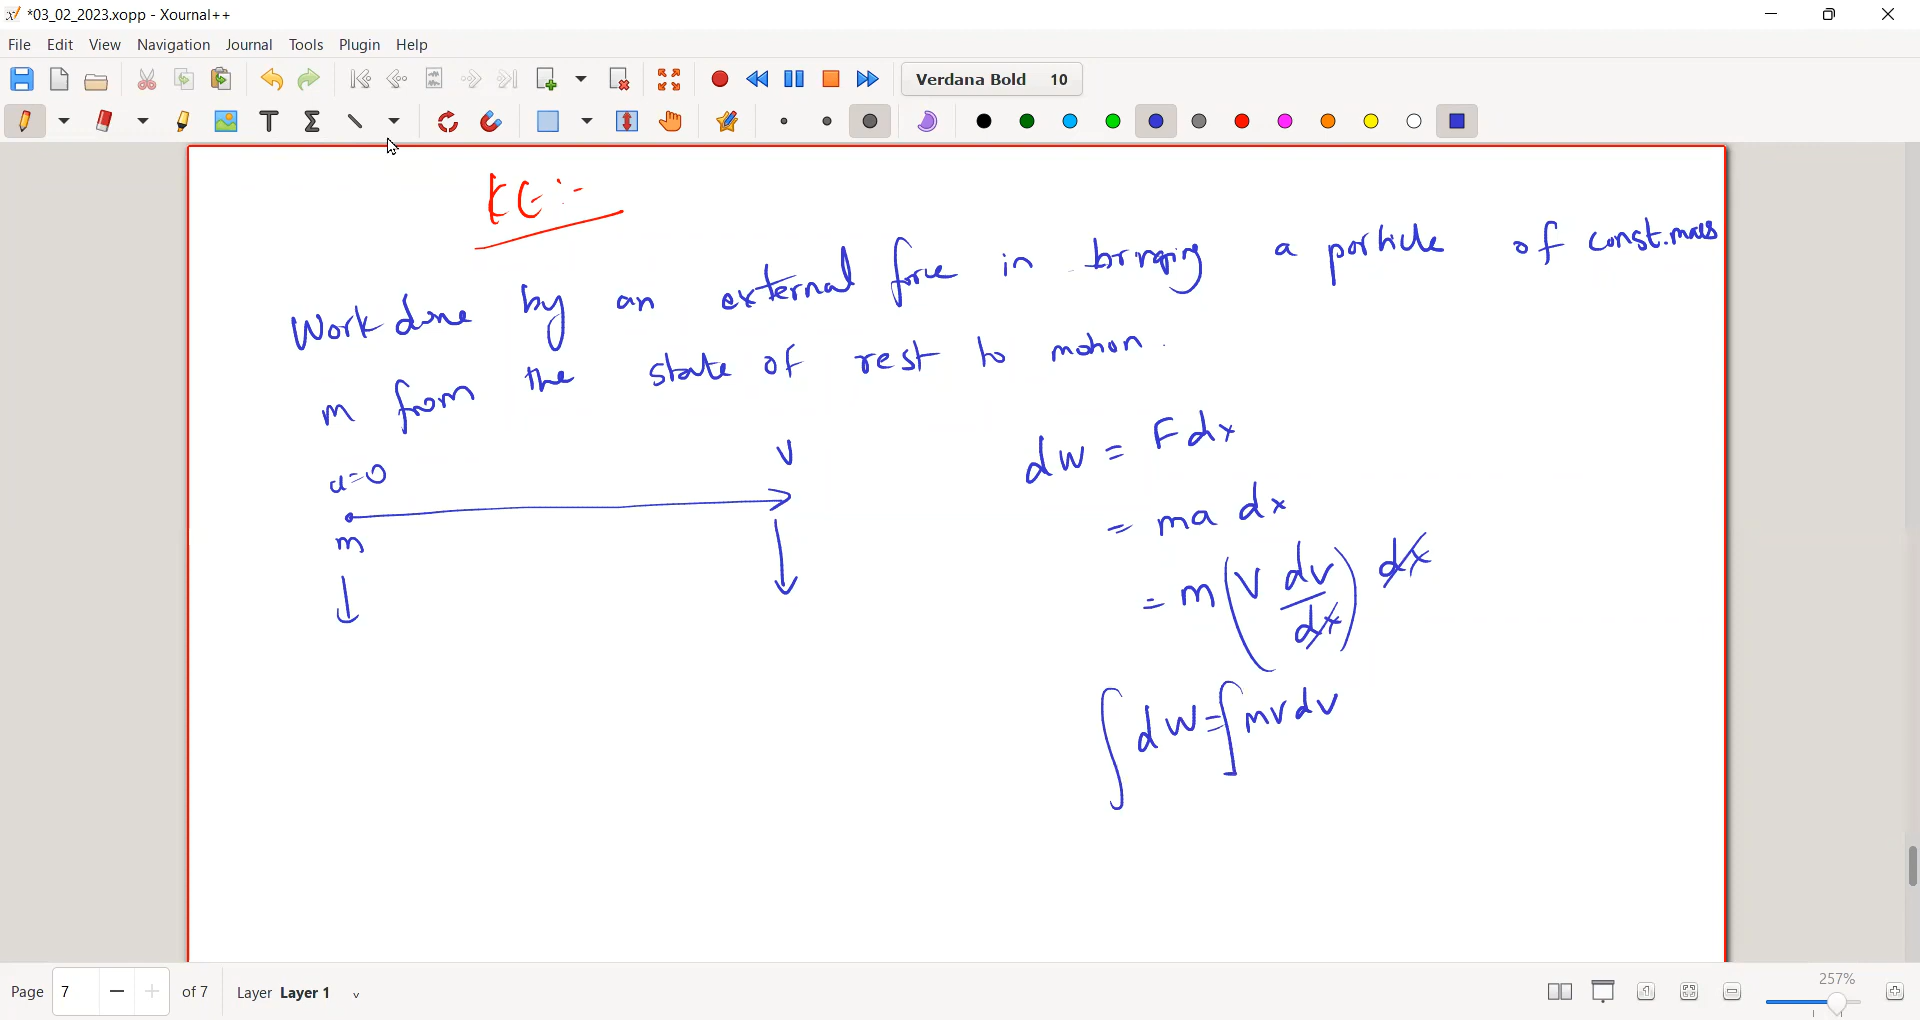 *03_02_2023.xopp - Xournal++
File Edit View Navigation Journal Tools Plugin Help
Verdana Bold 10
KE :-
Work done by an external force in bringing a particle of const. mass
m from the state of rest to motion.
u=0
V
m
dw = Fdx
= ma dx
= m(V dv/dx) dx
∫dW = ∫mvdv
Page 7 of 7 Layer Layer 1
257%